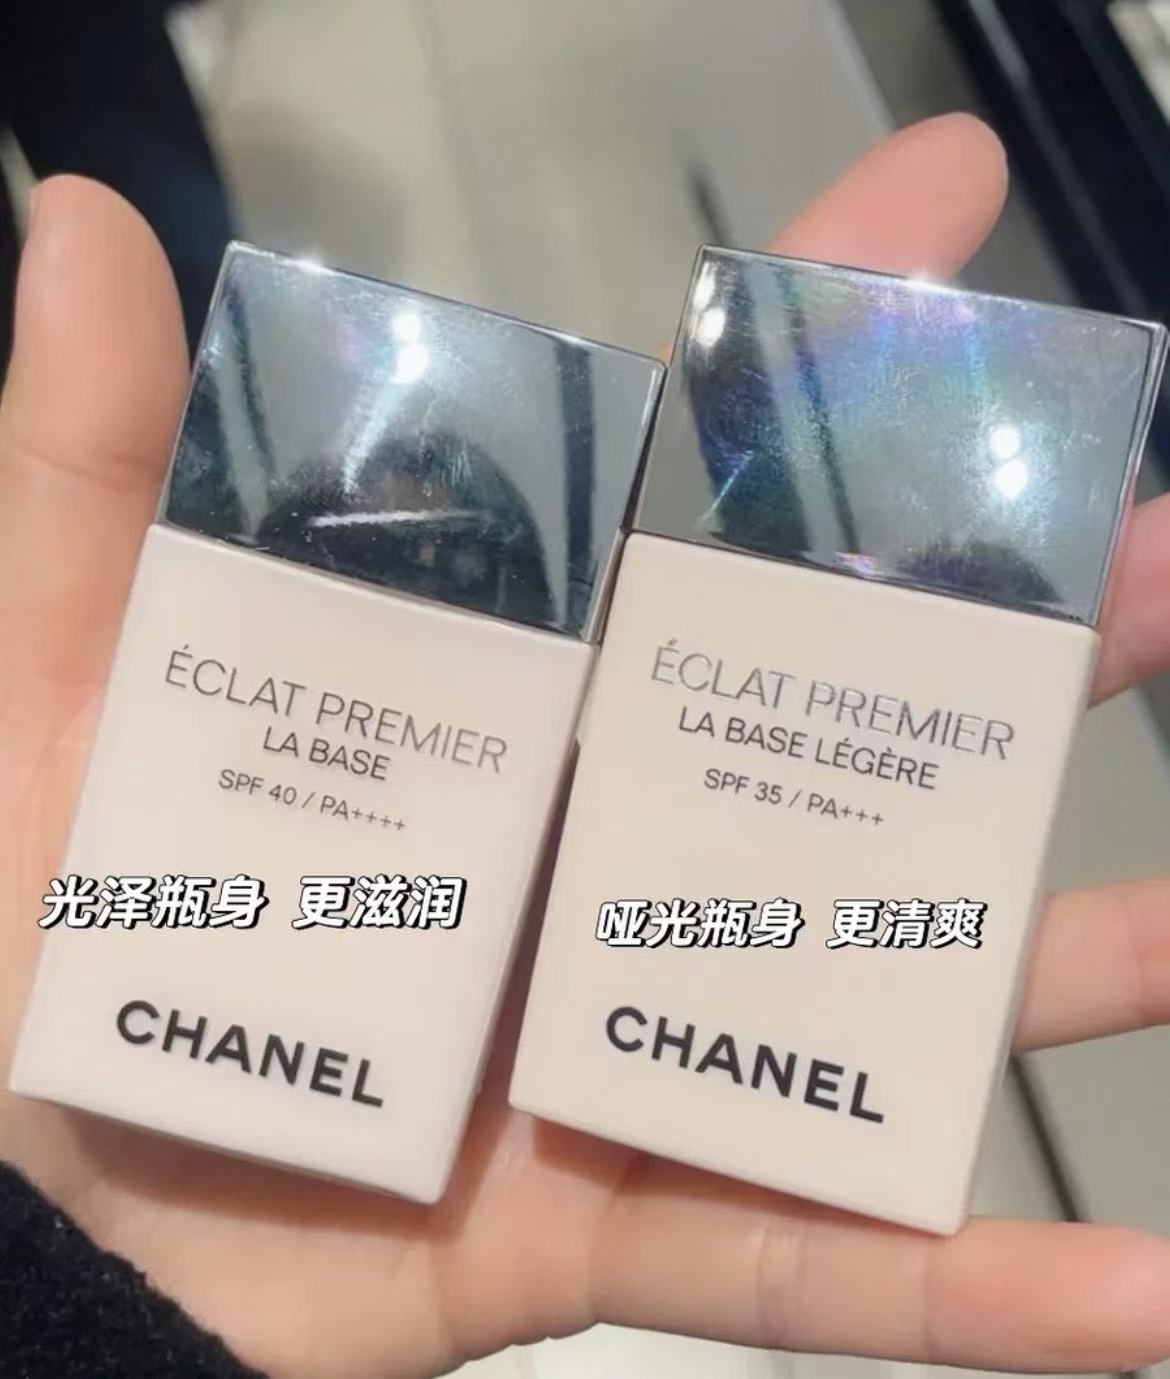 ÉCLAT PREMIER
LA BASE
SPF 40 / PA++++
光泽瓶身 更滋润
CHANEL
ÉCLAT PREMIER
LA BASE LÉGÈRE
SPF 35 / PA+++
哑光瓶身 更清爽
CHANEL